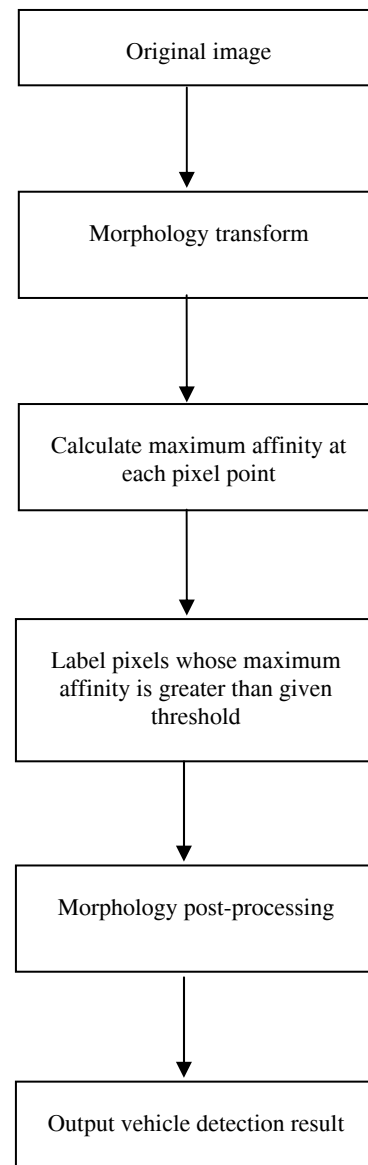 Original image
Morphology transform
Calculate maximum affinity at
each pixel point
Label pixels whose maximum
affinity is greater than given
threshold
Morphology post-processing
Output vehicle detection result